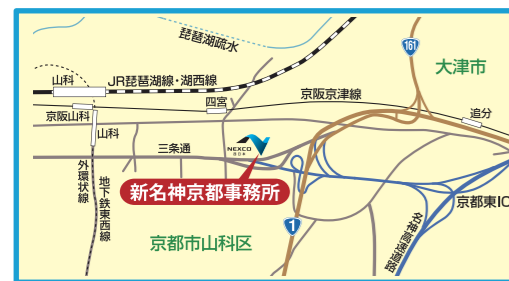 琵琶湖疏水
161
大津市
山科
JR琵琶湖線・湖西線
京阪京津線
四宮
京阪山科
追分
山科
三条通
NEXCO
西日本
外環状線
地下鉄東西線
新名神京都事務所
京都東IC
1
名神高速道路
京都市山科区